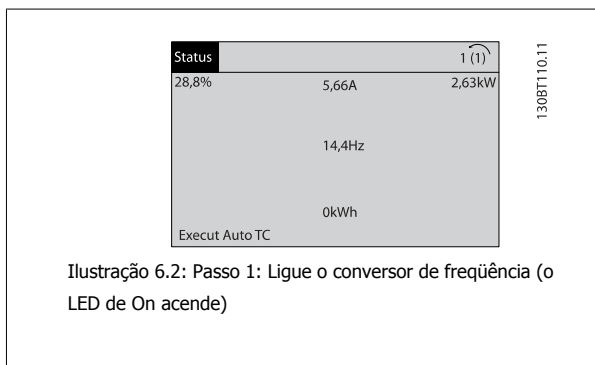 Status 1 (1)
28,8% 5,66A 2,63kW
14,4Hz
0kWh
Execut Auto TC
130BT110.11
Ilustração 6.2: Passo 1: Ligue o conversor de freqüência (o
LED de On acende)